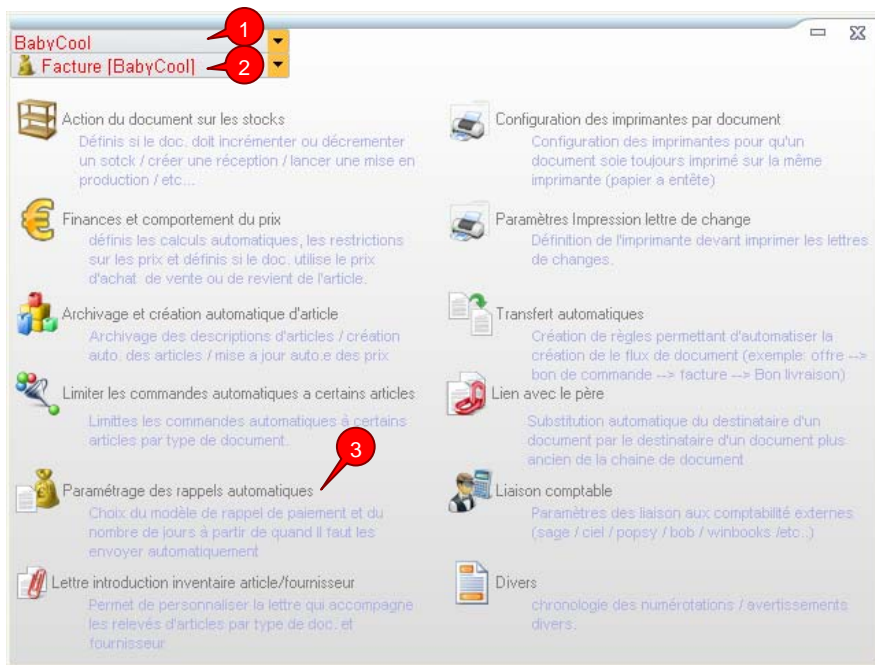 1
BabyCool
2
Facture [BabyCool]
Action du document sur les stocks
Définis si le doc. doit incrémenter ou décrementer
un sotck / créer une réception / lancer une mise en
production / etc...
Finances et comportement du prix
définis les calculs automatiques, les restrictions
sur les prix et définis si le doc. utilise le prix
d'achat de vente ou de revient de l'article.
Archivage et création automatique d'article
Archivage des descriptions d'articles / création
auto. des articles / mise a jour auto.e des prix
Limiter les commandes automatiques a certains articles
Limittes les commandes automatiques à certains
articles par type de document.
3
Paramétrage des rappels automatiques
Choix du modèle de rappel de paiement et du
nombre de jours à partir de quand Il faut les
envoyer automatiquement
Lettre introduction inventaire article/fournisseur
Permet de personnaliser la lettre qui accompagne
les relevés d'articles par type de doc. et
fournisseur
Configuration des imprimantes par document
Configuration des imprimantes pour qu'un
document soie toujours imprimé sur la même
imprimante (papier a entête)
Paramètres Impression lettre de change
Définition de l'imprimante devant imprimer les lettres
de changes.
Transfert automatiques
Création de règles permettant d'automatiser la
création de le flux de document (exemple: offre -->
bon de commande --> facture --> Bon livraison)
Lien avec le père
Substitution automatique du destinataire d'un
document par le destinataire d'un document plus
ancien de la chaine de document
Liaison comptable
Paramètres des liaison aux comptabilité externes
(sage / ciel / popsy / bob / winbooks /etc..)
Divers
chronologie des numérotations / avertissements
divers.